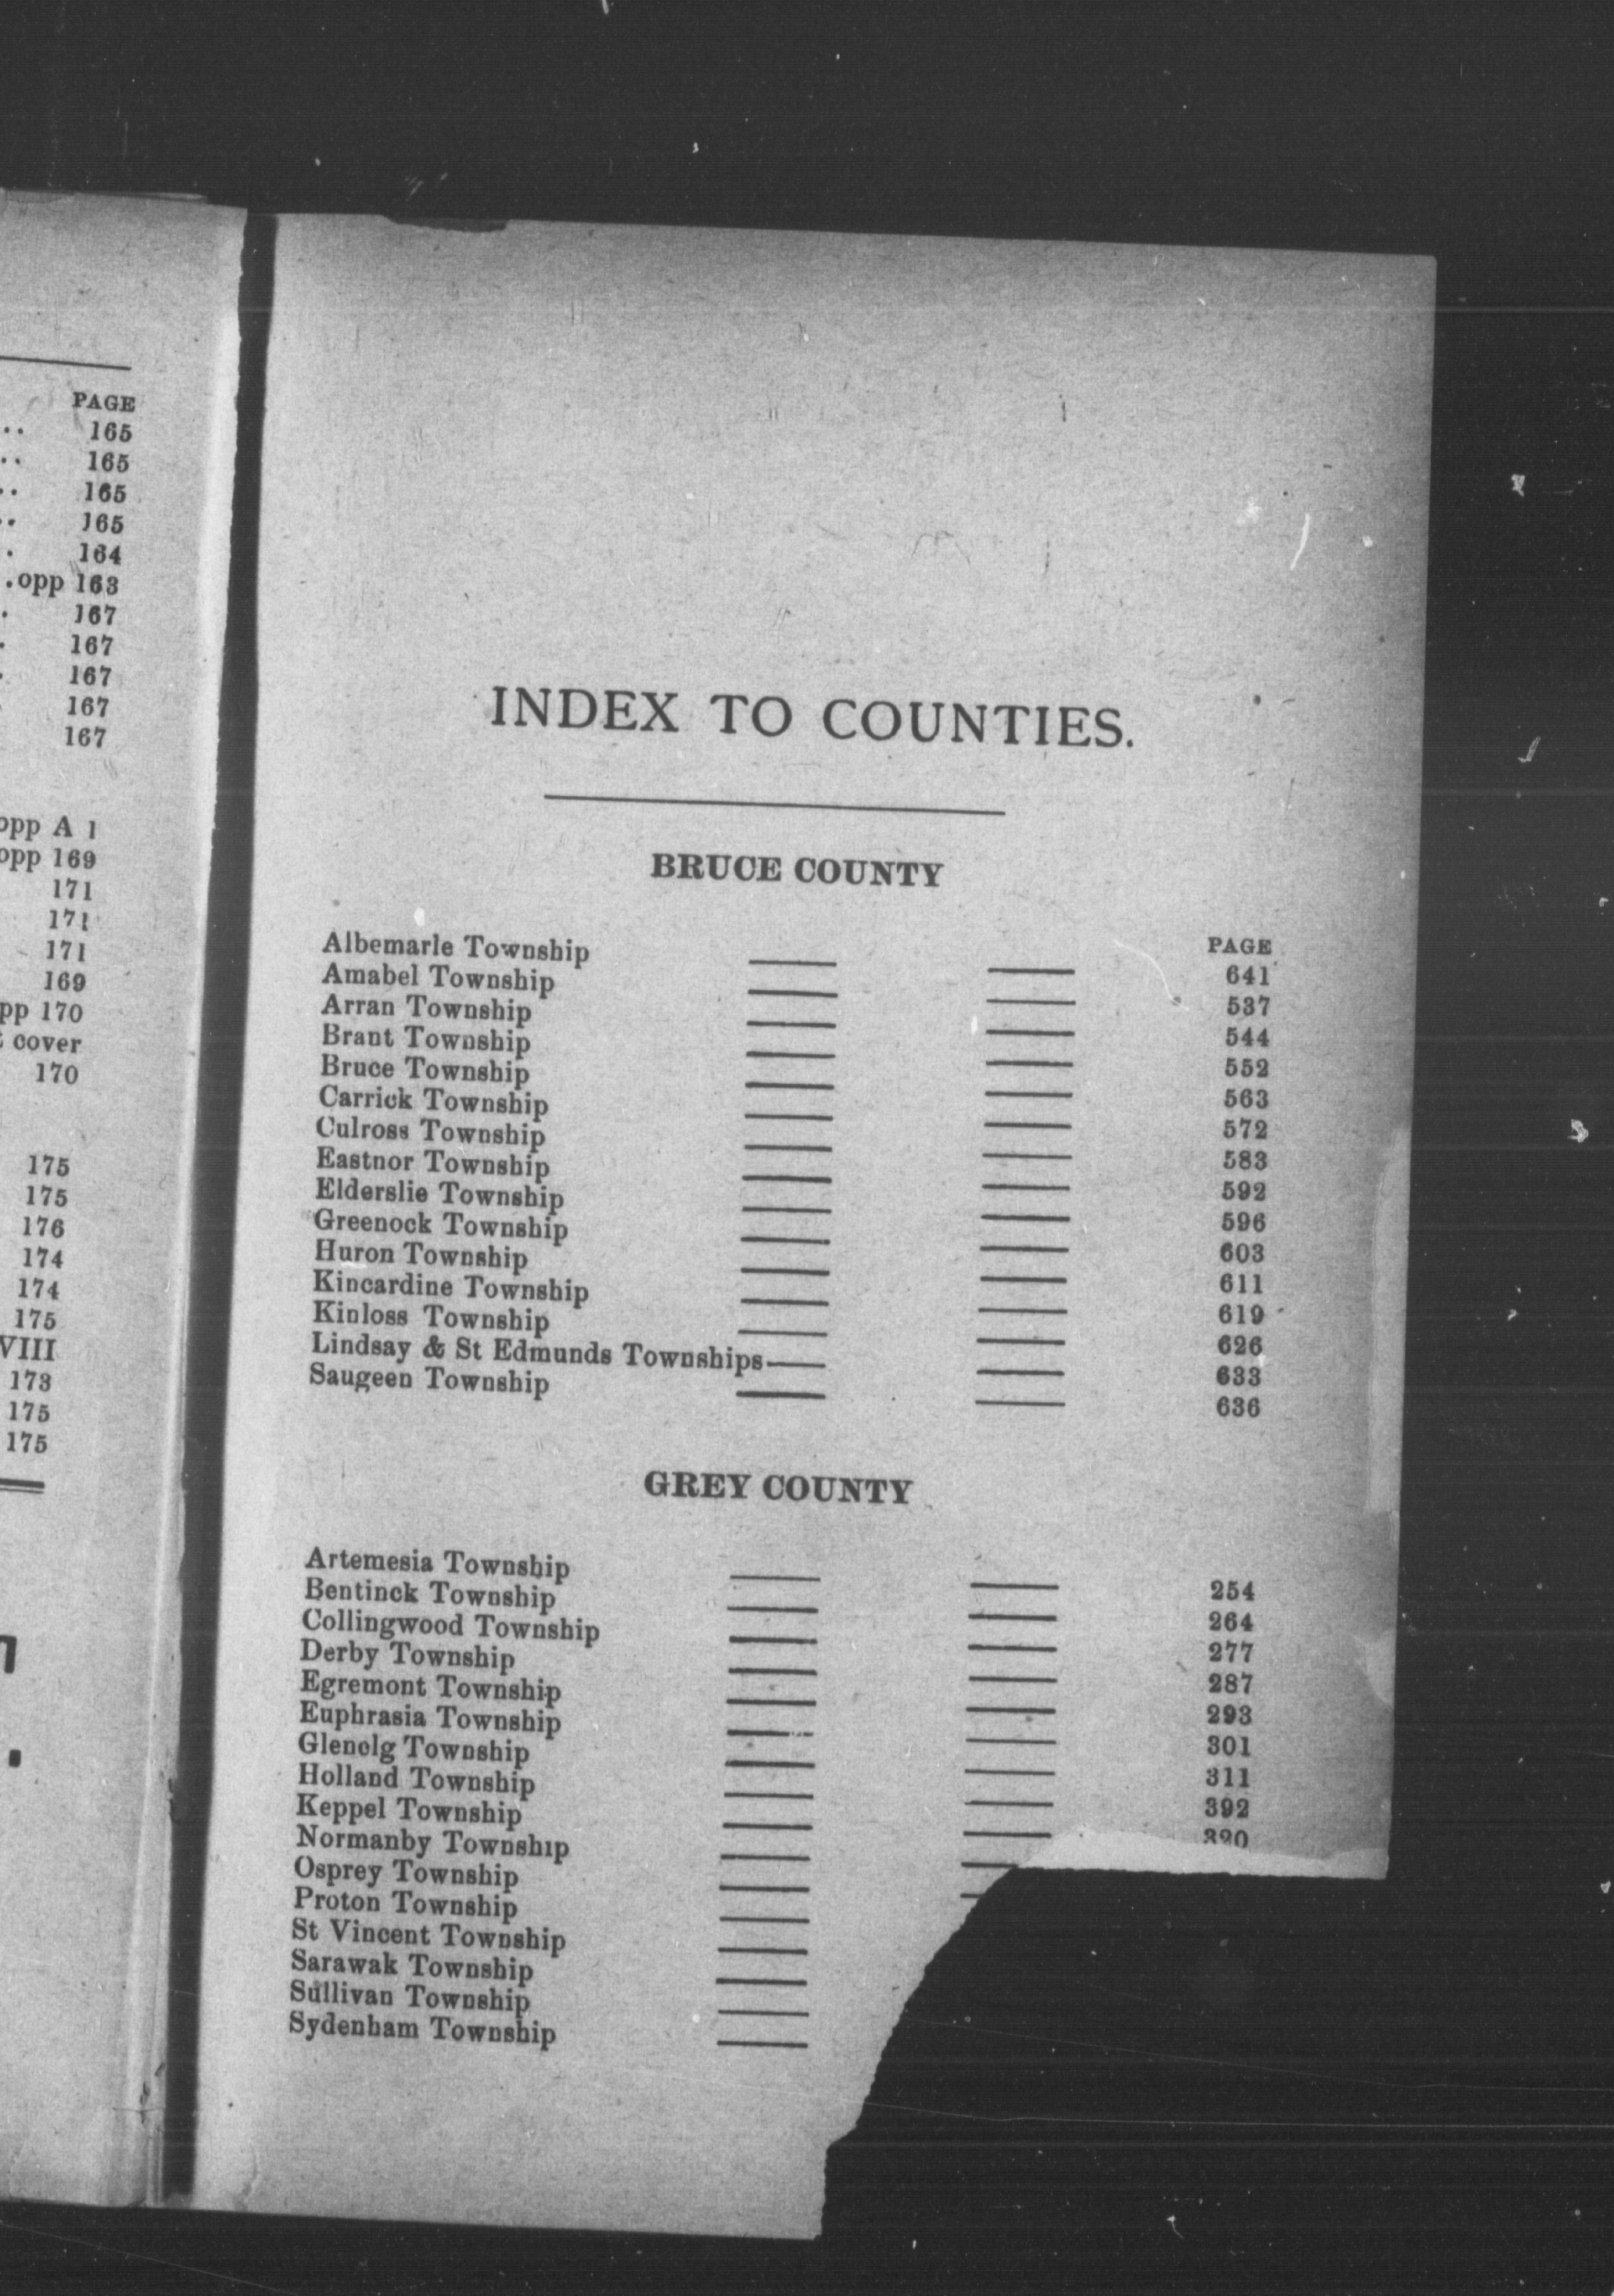 PAGE
165
165
165
165
164
opp 163
167
167
167
167
167
opp A 1
opp 169
171
171
171
169
170
cover
170
175
175
176
174
174
175
VIII
173
175
175
INDEX TO COUNTIES.
BRUCE COUNTY
PAGE
Albemarle Township 641
Amabel Township 537
Arran Township 544
Brant Township 552
Bruce Township 563
Carrick Township 572
Culross Township 583
Eastnor Township 592
Elderslie Township 596
Greenock Township 603
Huron Township 611
Kincardine Township 619
Kinloss Township 626
Lindsay & St Edmunds Townships 633
Saugeen Township 636
GREY COUNTY
Artemesia Township 254
Bentinck Township 264
Collingwood Township 277
Derby Township 287
Egremont Township 293
Euphrasia Township 301
Glenelg Township 311
Holland Township 392
Keppel Township 320
Normanby Township
Osprey Township
Proton Township
St Vincent Township
Sarawak Township
Sullivan Township
Sydenham Township